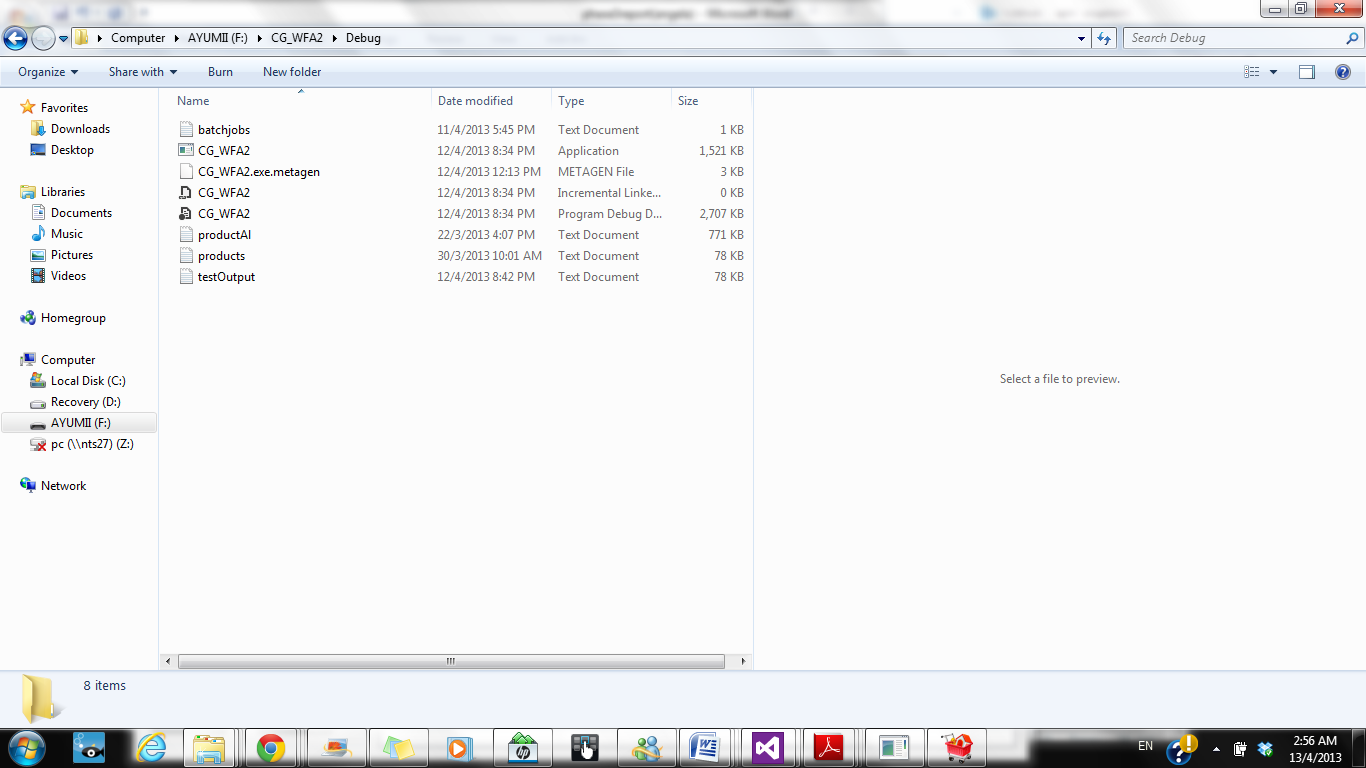 Computer AYUMII (F:) CG_WFA2 Debug Search Debug
Organize Share with Burn New folder
Name Date modified Type Size
Favorites
Downloads
Desktop
Libraries
Documents
Music
Pictures
Videos
Homegroup
Computer
Local Disk (C:)
Recovery (D:)
AYUMII (F:)
pc (\\nts27) (Z:)
Network
batchjobs 11/4/2013 5:45 PM Text Document 1 KB
CG_WFA2 12/4/2013 8:34 PM Application 1,521 KB
CG_WFA2.exe.metagen 12/4/2013 12:13 PM METAGEN File 3 KB
CG_WFA2 12/4/2013 8:34 PM Incremental Linke... 0 KB
CG_WFA2 12/4/2013 8:34 PM Program Debug D... 2,707 KB
productAl 22/3/2013 4:07 PM Text Document 771 KB
products 30/3/2013 10:01 AM Text Document 78 KB
testOutput 12/4/2013 8:42 PM Text Document 78 KB
Select a file to preview.
8 items
EN
2:56 AM
13/4/2013